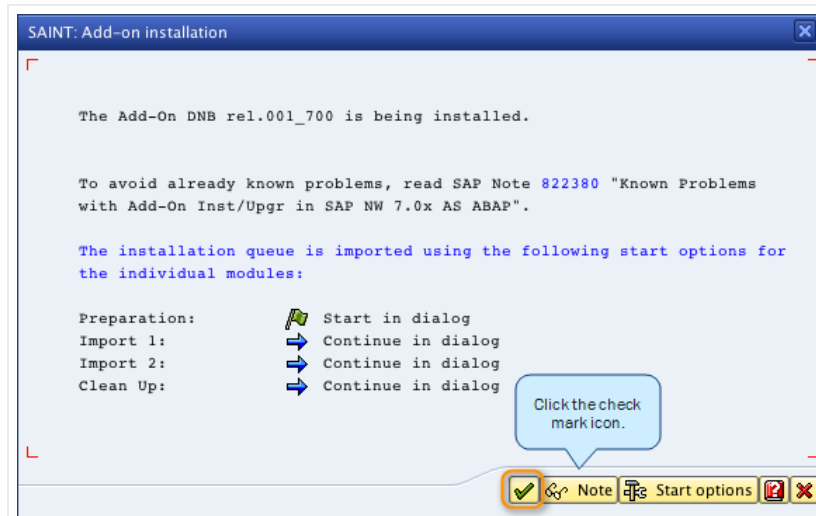 SAINT: Add-on installation
The Add-On DNB rel.001_700 is being installed.
To avoid already known problems, read SAP Note 822380 "Known Problems
with Add-On Inst/Upgr in SAP NW 7.0x AS ABAP".
The installation queue is imported using the following start options for
the individual modules:
Preparation: Start in dialog
Import 1: Continue in dialog
Import 2: Continue in dialog
Clean Up: Continue in dialog
Click the check
mark icon.
Note Start options